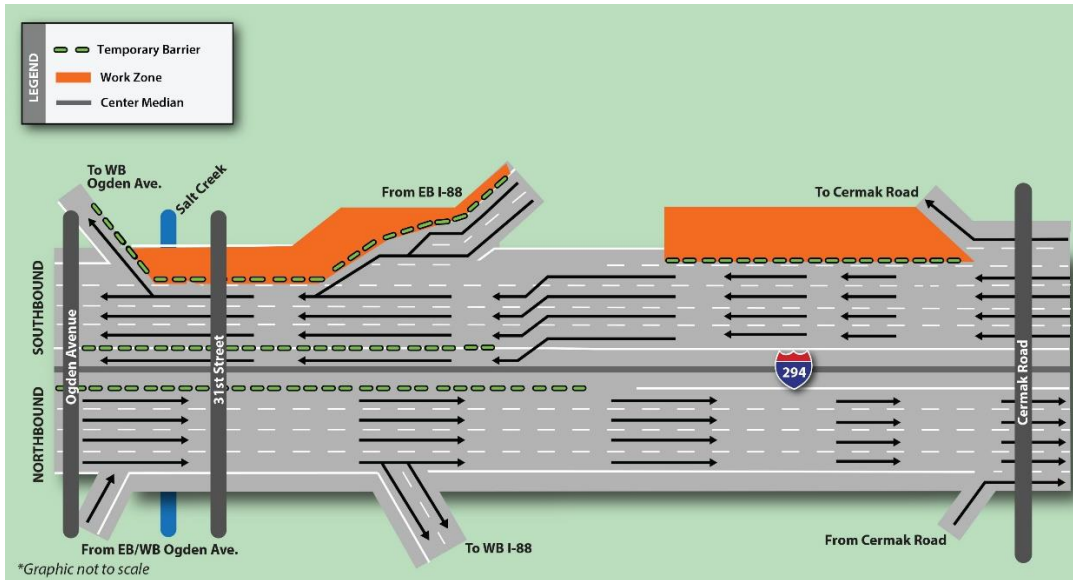 LEGEND
Temporary Barrier
Work Zone
Center Median
To WB
Ogden Ave.
Salt Creek
From EB I-88
To Cermak Road
SOUTHBOUND
NORTHBOUND
Ogden Avenue
31st Street
294
Cermak Road
From EB/WB Ogden Ave.
To WB I-88
From Cermak Road
*Graphic not to scale